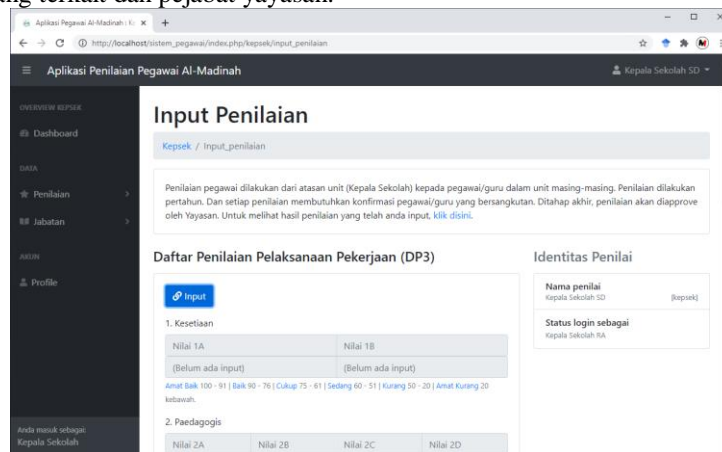 ng terkait dan pejabat yayasan.
Aplikasi Pegawai Al-Madinah : Ke
http://localhost/sistem_pegawai/index.php/kepsek/input_penilaian
Aplikasi Penilaian Pegawai Al-Madinah
Kepala Sekolah SD
OVERVIEW KEPSEK
Dashboard
DATA
Penilaian
Jabatan
AKUN
Profile
Anda masuk sebagai:
Kepala Sekolah
Input Penilaian
Kepsek / Input_penilaian
Penilaian pegawai dilakukan dari atasan unit (Kepala Sekolah) kepada pegawai/guru dalam unit masing-masing. Penilaian dilakukan
pertahun. Dan setiap penilaian membutuhkan konfirmasi pegawai/guru yang bersangkutan. Ditahap akhir, penilaian akan diapprove
oleh Yayasan. Untuk melihat hasil penilaian yang telah anda input, klik disini.
Daftar Penilaian Pelaksanaan Pekerjaan (DP3)
Input
1. Kesetiaan
Nilai 1A Nilai 1B
(Belum ada input) (Belum ada input)
Amat Baik 100 - 91 | Baik 90 - 76 | Cukup 75 - 61 | Sedang 60 - 51 | Kurang 50 - 20 | Amat Kurang 20
kebawah.
2. Paedagogis
Nilai 2A Nilai 2B Nilai 2C Nilai 2D
Identitas Penilai
Nama penilai
Kepala Sekolah SD [kepsek]
Status login sebagai
Kepala Sekolah RA